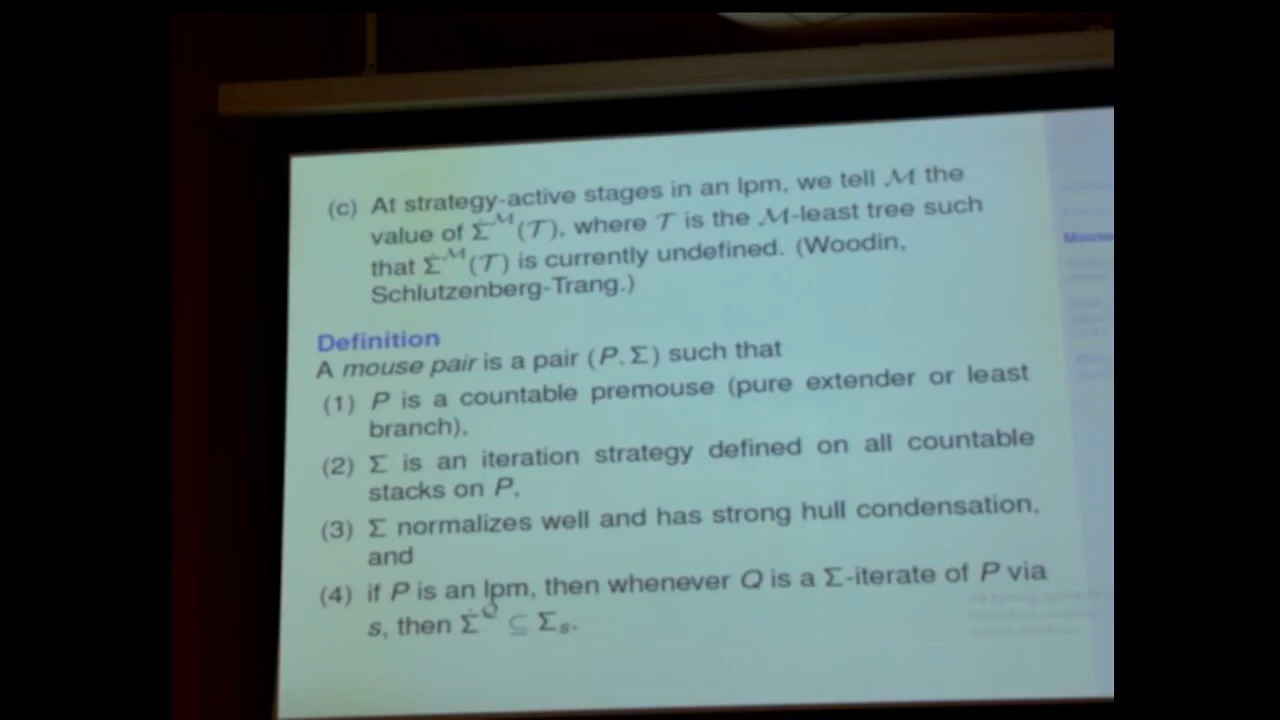 (c) At strategy-active stages in an lpm, we tell ℳ the
value of Σ̇^ℳ(𝒯), where 𝒯 is the ℳ-least tree such
that Σ̇^ℳ(𝒯) is currently undefined. (Woodin,
Schlutzenberg-Trang.)
Definition
A mouse pair is a pair (P, Σ) such that
(1) P is a countable premouse (pure extender or least
branch),
(2) Σ is an iteration strategy defined on all countable
stacks on P,
(3) Σ normalizes well and has strong hull condensation,
and
(4) if P is an lpm, then whenever Q is a Σ-iterate of P via
s, then Σ̇^Q ⊆ Σₛ.
Mouse